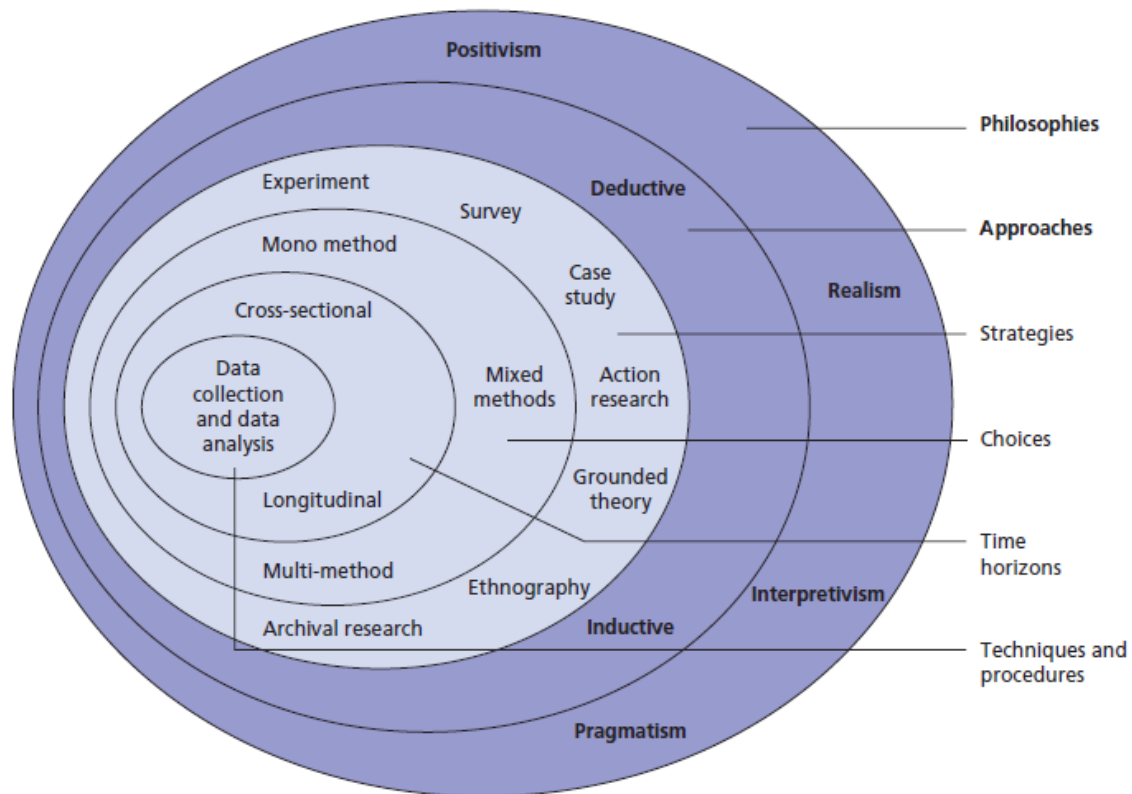 Positivism
Philosophies
Experiment
Deductive
Survey
Approaches
Mono method
Case
study
Realism
Cross-sectional
Strategies
Data
collection
and data
analysis
Mixed
methods
Action
research
Choices
Grounded
theory
Longitudinal
Time
horizons
Multi-method
Ethnography
Interpretivism
Archival research
Inductive
Techniques and
procedures
Pragmatism